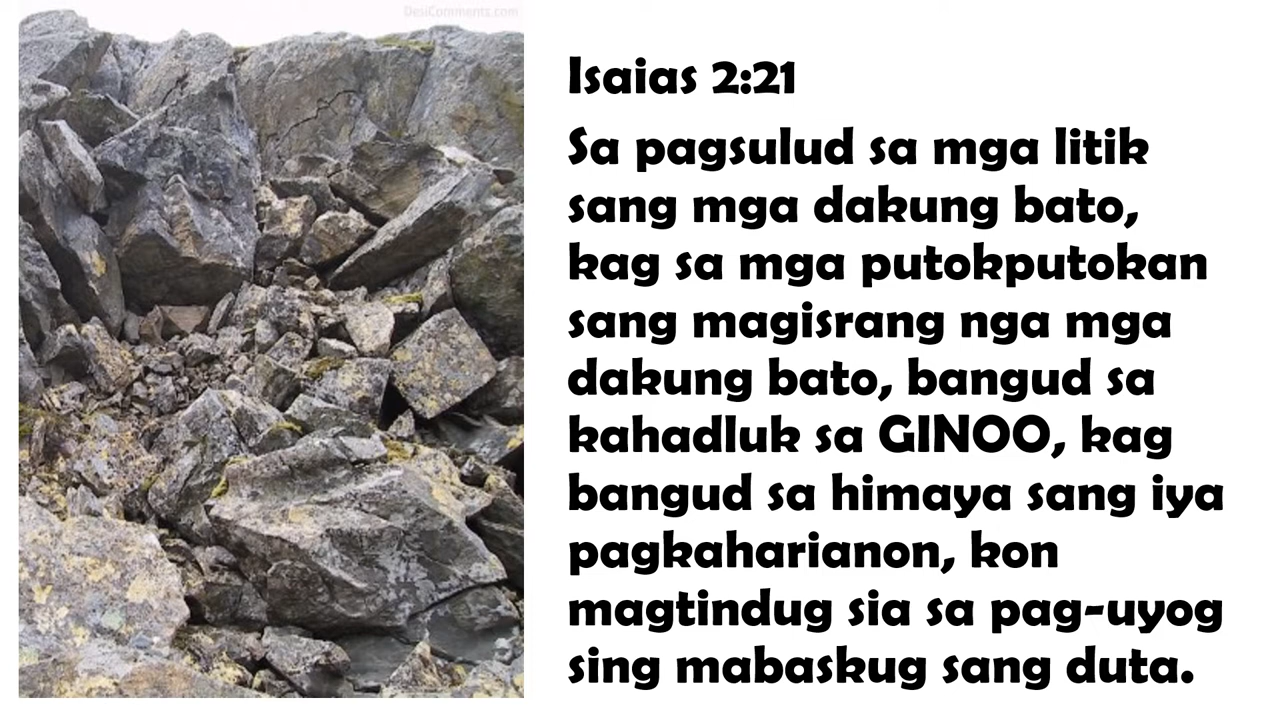 DesiComments.com
Isaias 2:21
Sa pagsulud sa mga litik
sang mga dakung bato,
kag sa mga putokputokan
sang magisrang nga mga
dakung bato, bangud sa
kahadluk sa GINOO, kag
bangud sa himaya sang iya
pagkaharianon, kon
magtindug sia sa pag-uyog
sing mabaskug sang duta.